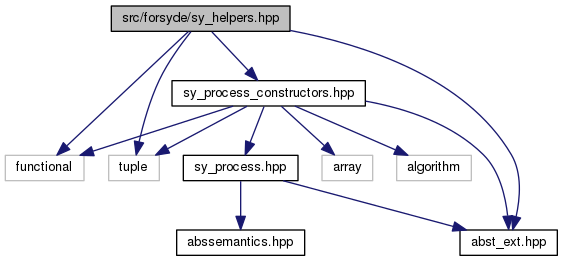 src/forsyde/sy_helpers.hpp
sy_process_constructors.hpp
functional
tuple
sy_process.hpp
array
algorithm
abssemantics.hpp
abst_ext.hpp